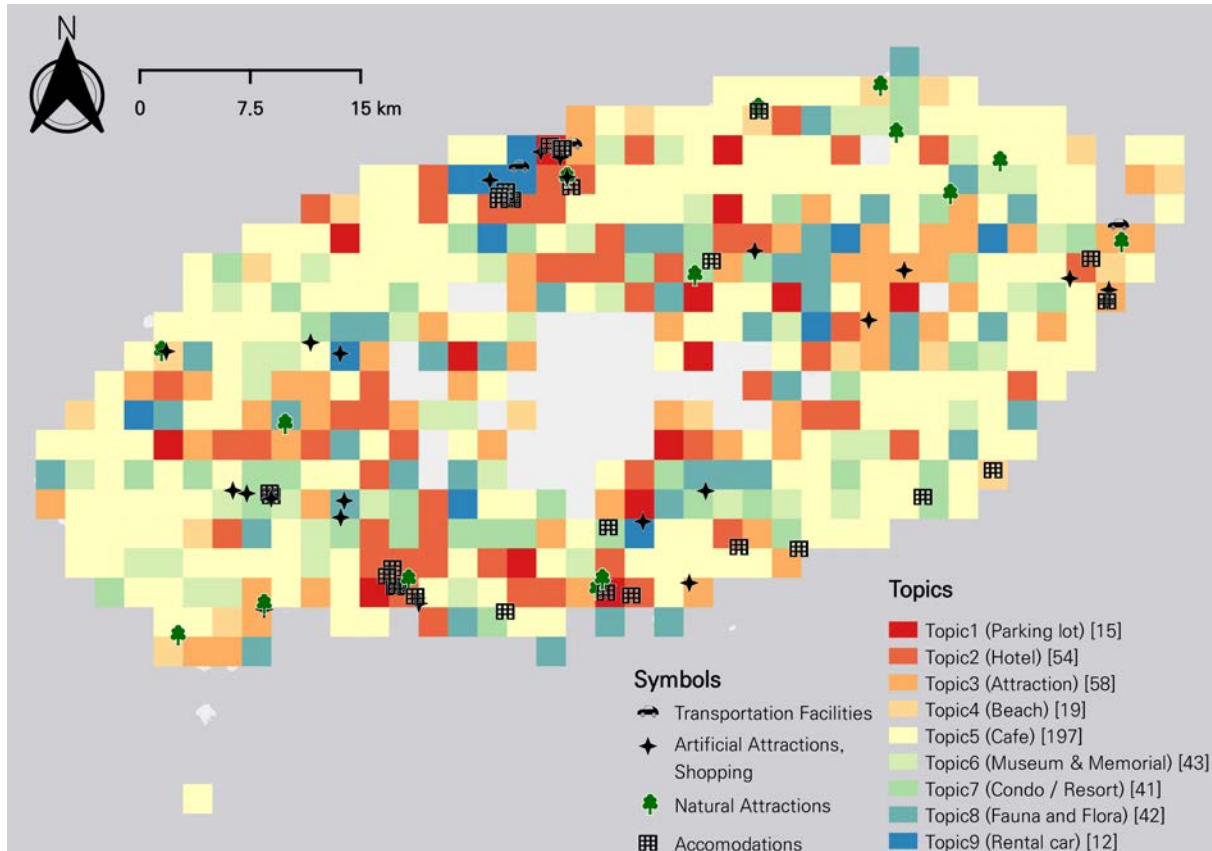 N
0 7.5 15 km
Topics
Topic1 (Parking lot) [15]
Topic2 (Hotel) [54]
Topic3 (Attraction) [58]
Topic4 (Beach) [19]
Topic5 (Cafe) [197]
Topic6 (Museum & Memorial) [43]
Topic7 (Condo / Resort) [41]
Topic8 (Fauna and Flora) [42]
Topic9 (Rental car) [12]
Symbols
Transportation Facilities
Artificial Attractions,
Shopping
Natural Attractions
Accomodations